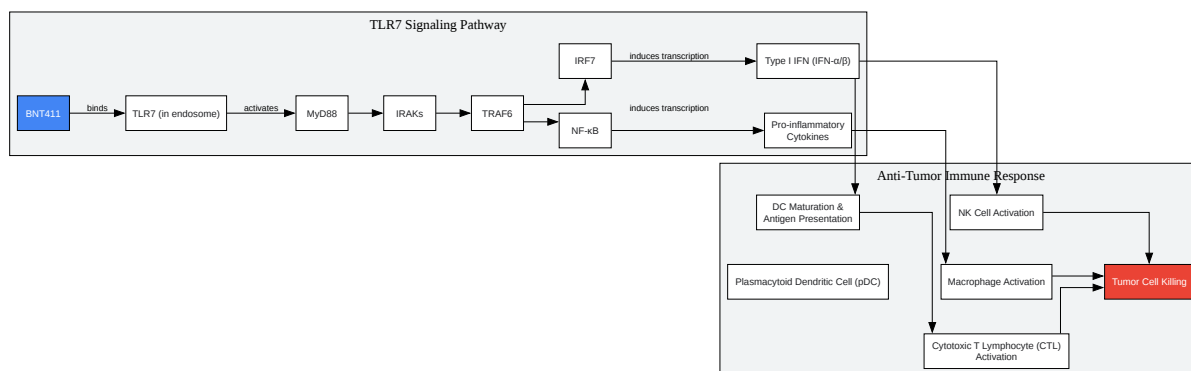 TLR7 Signaling Pathway
IRF7
induces transcription
Type I IFN (IFN-α/β)
BNT411
binds
TLR7 (in endosome)
activates
MyD88
IRAKs
TRAF6
NF-κB
induces transcription
Pro-inflammatory
Cytokines
Anti-Tumor Immune Response
DC Maturation &
Antigen Presentation
NK Cell Activation
Plasmacytoid Dendritic Cell (pDC)
Macrophage Activation
Tumor Cell Killing
Cytotoxic T Lymphocyte (CTL)
Activation